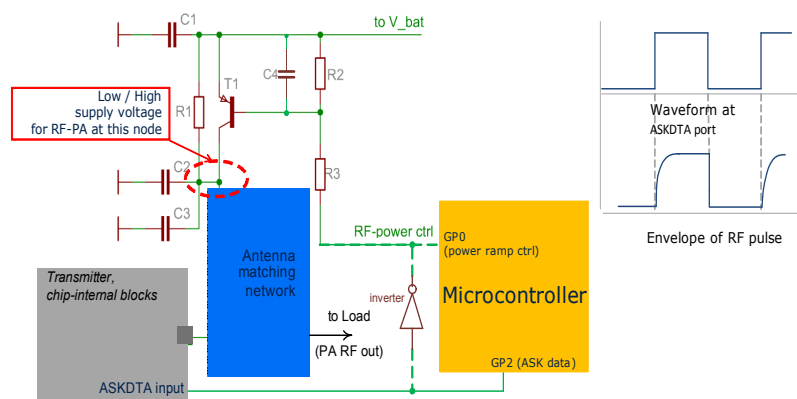 C1
to V_bat
T1
C4
R2
Low / High
supply voltage
for RF-PA at this node
R1
Waveform at
ASKDTA port
C2
R3
C3
RF-power ctrl
GP0
(power ramp ctrl)
Envelope of RF pulse
Antenna
matching
network
Transmitter,
chip-internal blocks
inverter
Microcontroller
to Load
(PA RF out)
GP2 (ASK data)
ASKDTA input